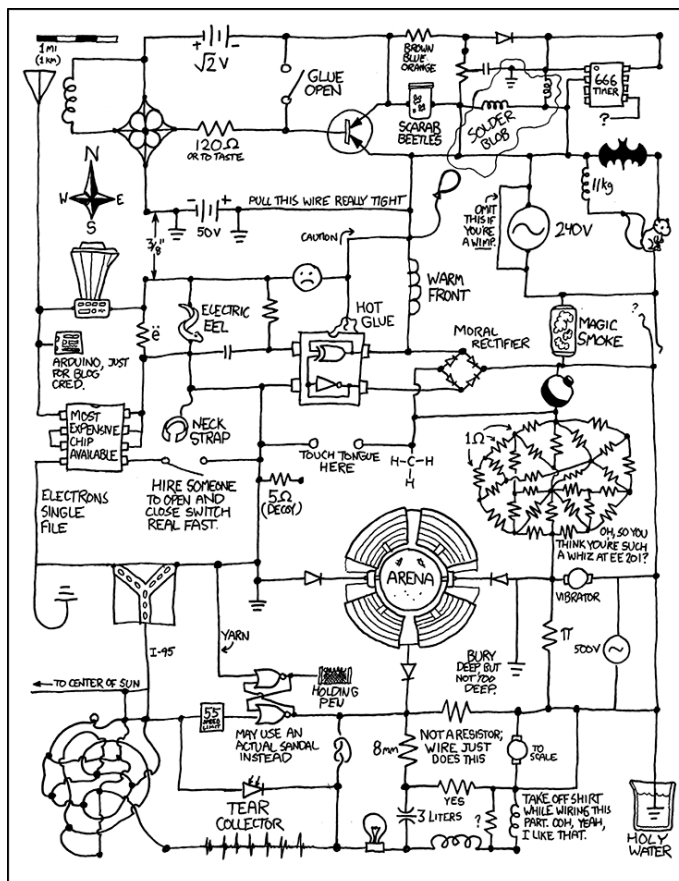 1MI
(1KM)
+ -
√2 V
GLUE
OPEN
BROWN
BLUE
ORANGE
666
TIMER
?
SCARAB
BEETLES
SOLDER
BLOB
120Ω
OR TO TASTE
N
W E
S
- +
50V
PULL THIS WIRE REALLY TIGHT
3/8"
CAUTION
OMIT
THIS IF
YOU'RE
A WIMP.
240V
11kg
?
ELECTRIC
EEL
HOT
GLUE
WARM
FRONT
MORAL
RECTIFIER
MAGIC
SMOKE
ë
ARDUINO, JUST
FOR BLOG
CRED.
MOST
EXPENSIVE
CHIP
AVAILABLE
NECK
STRAP
TOUCH TONGUE
HERE
-C-H
H
1Ω
OH, SO YOU
THINK YOU'RE SUCH
A WHIZ AT EE 201?
HIRE SOMEONE
TO OPEN AND
CLOSE SWITCH
REAL FAST.
5Ω
(DECOY)
ELECTRONS
SINGLE
FILE
ARENA
VIBRATOR
I-95
YARN
BURY
DEEP BUT
NOT TOO
DEEP.
π
500V
TO CENTER OF SUN
HOLDING
PEN
55
SPEED
LIMIT
MAY USE AN
ACTUAL SANDAL
INSTEAD
NOT A RESISTOR;
WIRE JUST
DOES THIS
8mm
TO
SCALE
YES
TEAR
COLLECTOR
3 LITERS
?
TAKE OFF SHIRT
WHILE WIRING THIS
PART. OOH, YEAH,
I LIKE THAT.
HOLY
WATER